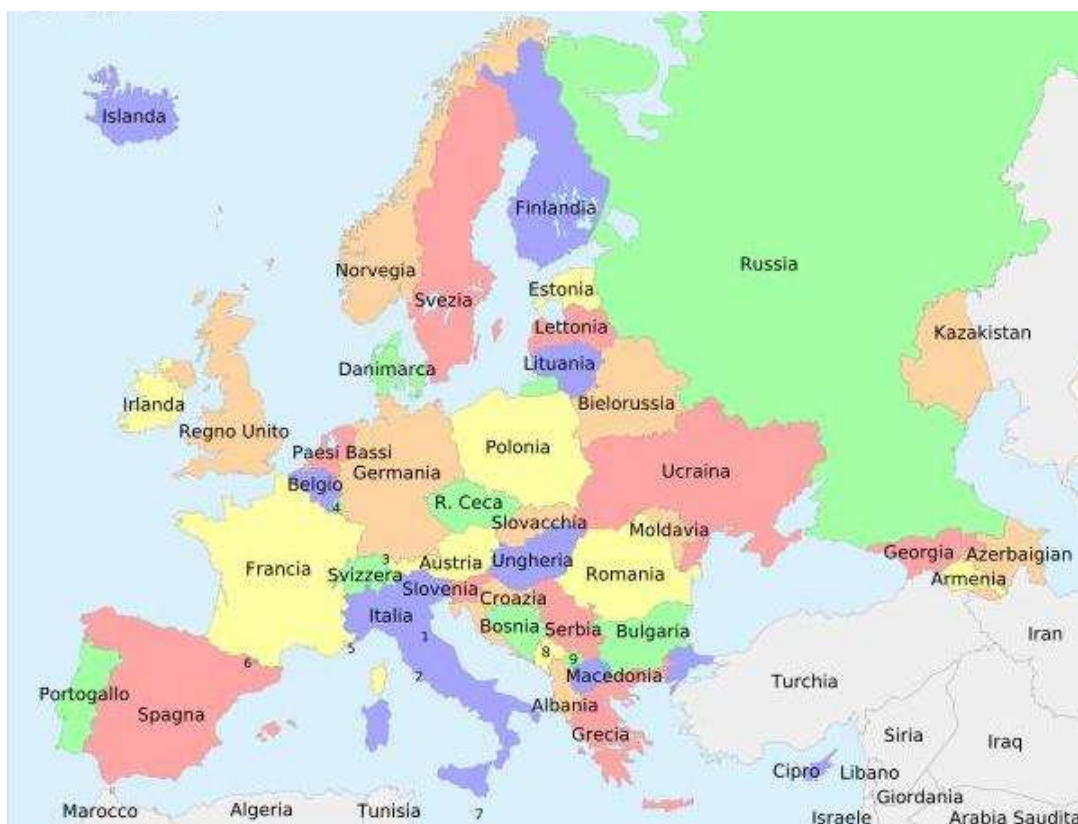 Islanda
Finlandia
Norvegia
Russia
Svezia
Estonia
Lettonia
Kazakistan
Lituania
Danimarca
Bielorussia
Irlanda
Regno Unito
Paesi Bassi
Polonia
Germania
Ucraina
Belgio
4
R. Ceca
Slovacchia
Moldavia
3
Austria
Ungheria
Georgia
Azerbaigian
Francia
Svizzera
Romania
Armenia
Slovenia
Croazia
Italia
Bosnia
Serbia
Bulgaria
1
Iran
5
8
9
6
2
Macedonia
Turchia
Portogallo
Spagna
Albania
Grecia
Siria
Iraq
Cipro
Libano
Giordania
Marocco
Algeria
Tunisia
7
Israele
Arabia Saudita